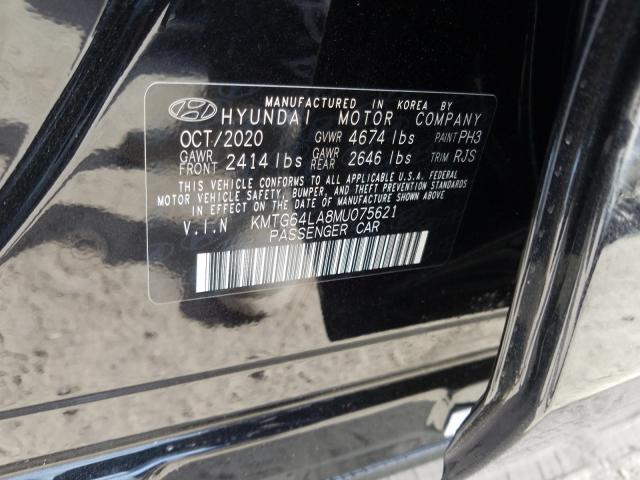 MANUFACTURED IN KOREA BY
HYUNDAI MOTOR COMPANY
OCT/2020 GVWR 4674 lbs PAINT PH3
GAWR FRONT 2414 lbs GAWR REAR 2646 lbs TRIM RJS
THIS VEHICLE CONFORMS TO ALL APPLICABLE U.S.A. FEDERAL
MOTOR VEHICLE SAFETY, BUMPER, AND THEFT PREVENTION STANDARDS
IN EFFECT ON THE DATE OF MANUFACTURE SHOWN ABOVE.
V.I.N KMTG64LA8MU075621
PASSENGER CAR